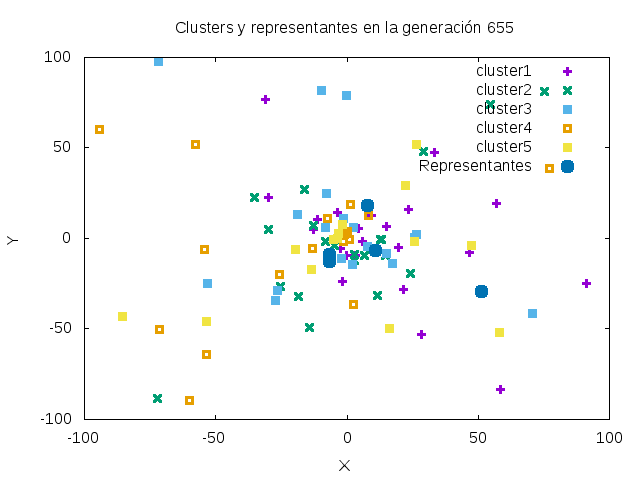 Clusters y representantes en la generación 655
cluster1
cluster2
cluster3
cluster4
cluster5
Representantes
100
50
0
-50
-100
Y
-100
-50
0
50
100
X